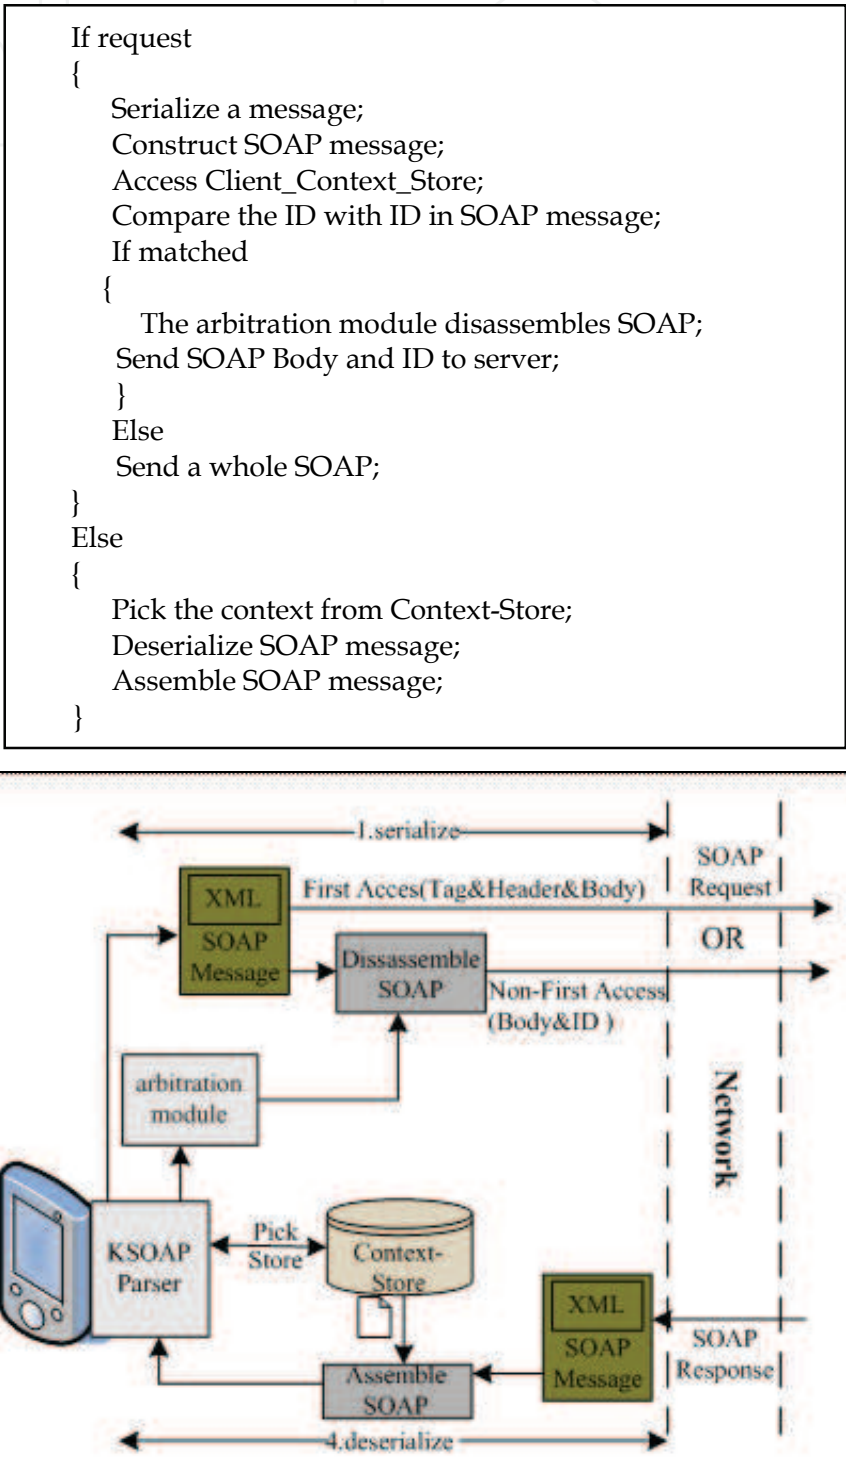 If request
{
Serialize a message;
Construct SOAP message;
Access Client_Context_Store;
Compare the ID with ID in SOAP message;
If matched
{
The arbitration module disassembles SOAP;
Send SOAP Body and ID to server;
}
Else
Send a whole SOAP;
}
Else
{
Pick the context from Context-Store;
Deserialize SOAP message;
Assemble SOAP message;
}
1.serialize
XML
SOAP
Message
First Acces(Tag&Header&Body)
SOAP
Request
OR
Dissassemble
SOAP
Non-First Access
(Body&ID )
arbitration
module
Network
KSOAP
Parser
Pick
Store
Context-
Store
XML
SOAP
Message
SOAP
Response
Assemble
SOAP
4.deserialize